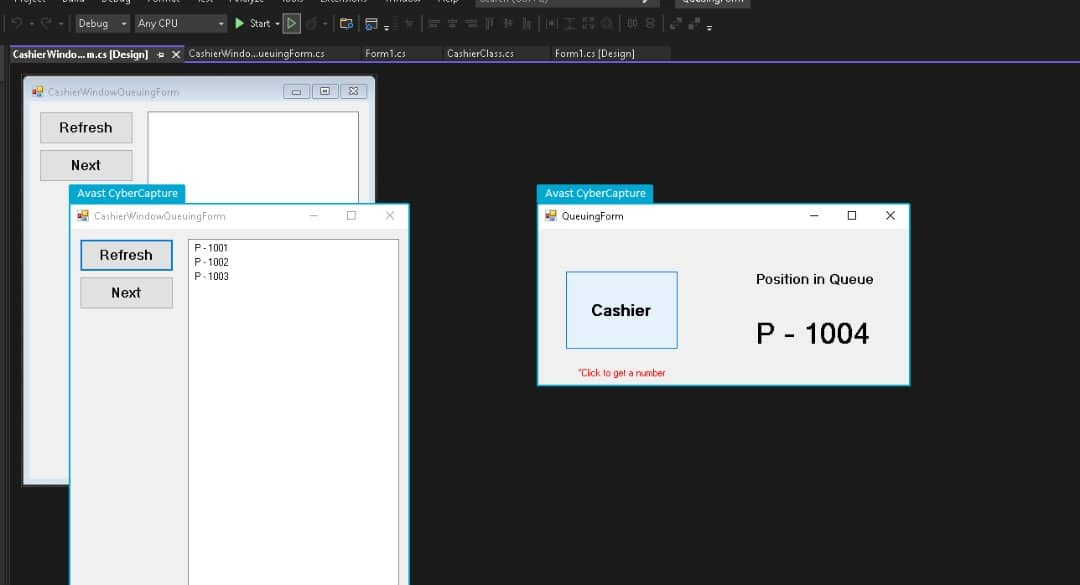 Debug Any CPU Start
CashierWindo...m.cs [Design] CashierWindo...ueuingForm.cs Form1.cs CashierClass.cs Form1.cs [Design]
CashierWindowQueuingForm
Refresh
Next
Avast CyberCapture
CashierWindowQueuingForm
Refresh
Next
P - 1001
P - 1002
P - 1003
Avast CyberCapture
QueuingForm
Cashier
*Click to get a number
Position in Queue
P - 1004